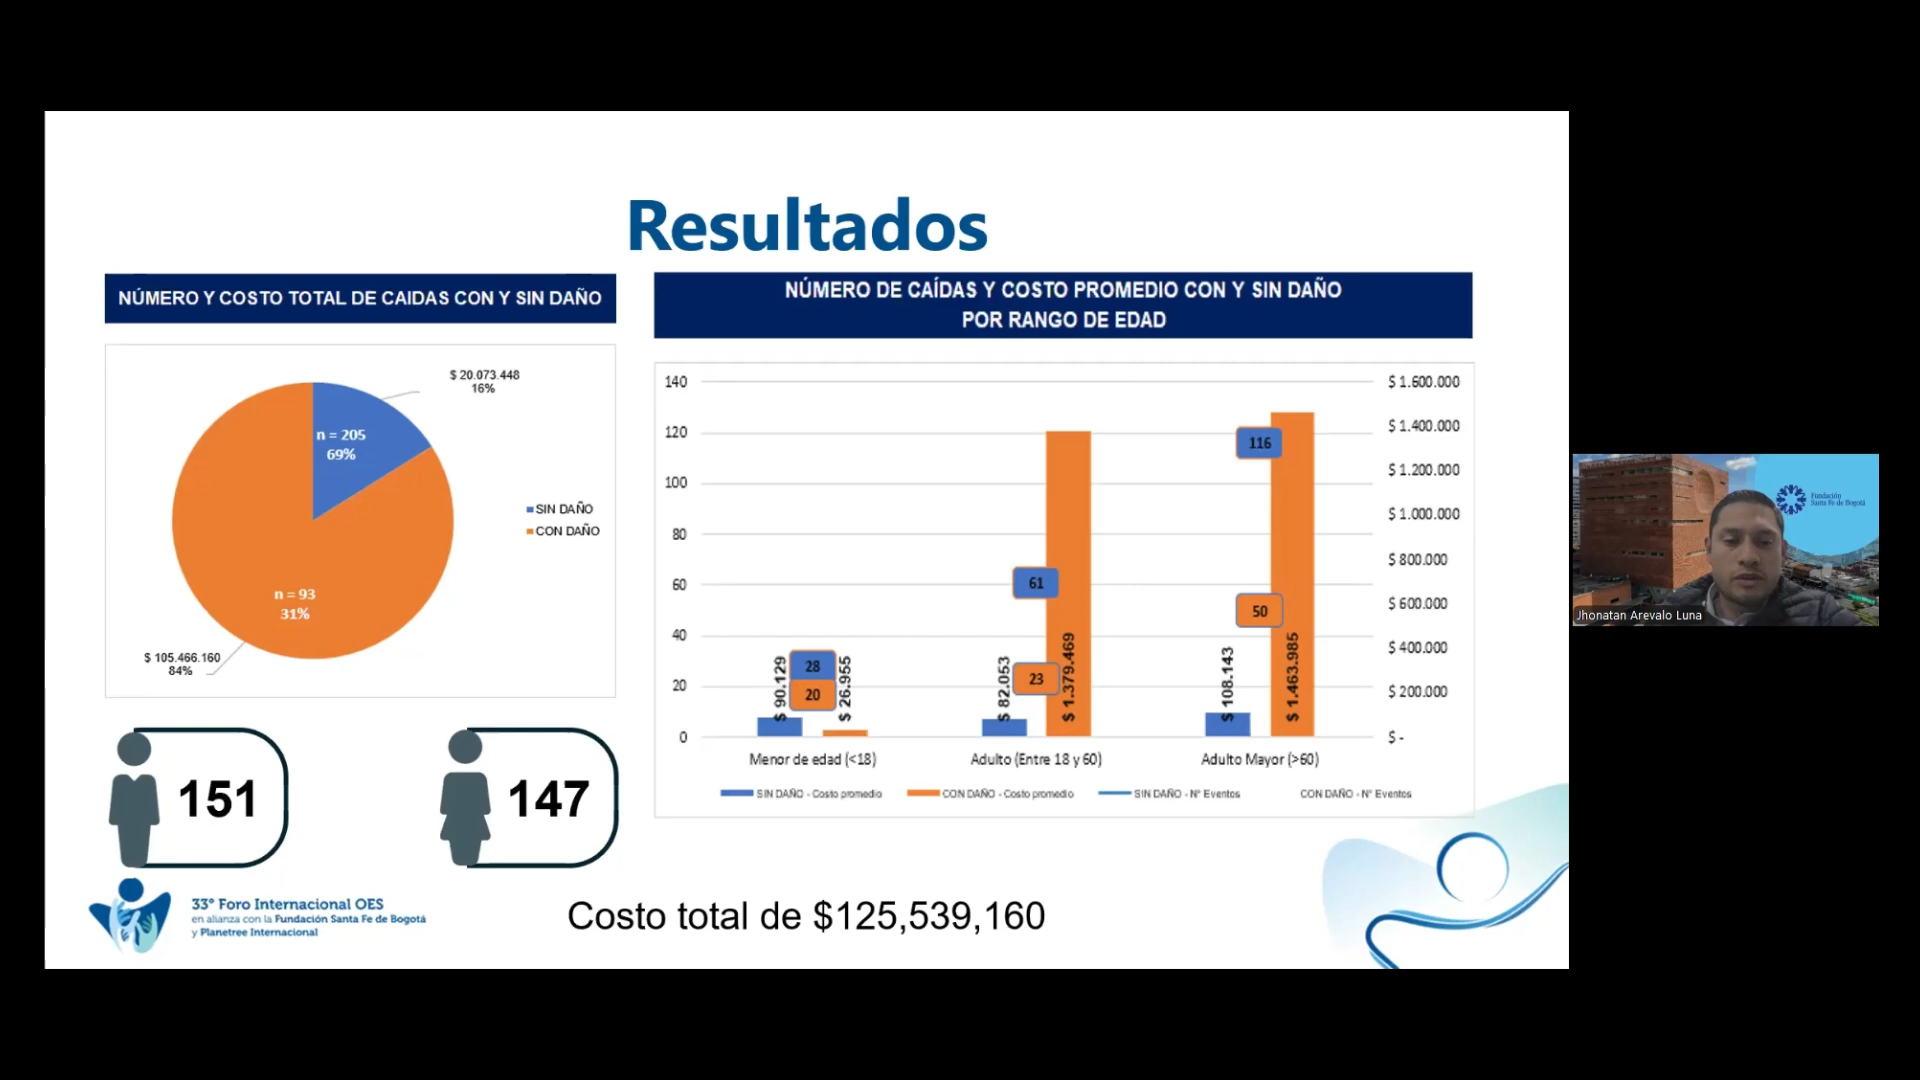 Resultados
NÚMERO Y COSTO TOTAL DE CAIDAS CON Y SIN DAÑO
$ 20.073.448
16%
n = 205
69%
SIN DAÑO
CON DAÑO
n = 93
31%
$ 105.466.160
84%
151
147
NÚMERO DE CAÍDAS Y COSTO PROMEDIO CON Y SIN DAÑO
POR RANGO DE EDAD
140
120
100
80
60
40
20
0
$ 1.600.000
$ 1.400.000
$ 1.200.000
$ 1.000.000
$ 800.000
$ 600.000
$ 400.000
$ 200.000
$ -
$ 90.129
28
20
$ 26.955
$ 82.053
61
23
$ 1.379.469
$ 108.143
116
50
$ 1.463.985
Menor de edad (<18)
Adulto (Entre 18 y 60)
Adulto Mayor (>60)
SIN DAÑO - Costo promedio
CON DAÑO - Costo promedio
SIN DAÑO - N° Eventos
CON DAÑO - N° Eventos
33° Foro Internacional OES
en alianza con la Fundación Santa Fe de Bogotá
y Planetree Internacional
Costo total de $125,539,160
Fundación
Santa Fe de Bogotá
Jhonatan Arevalo Luna